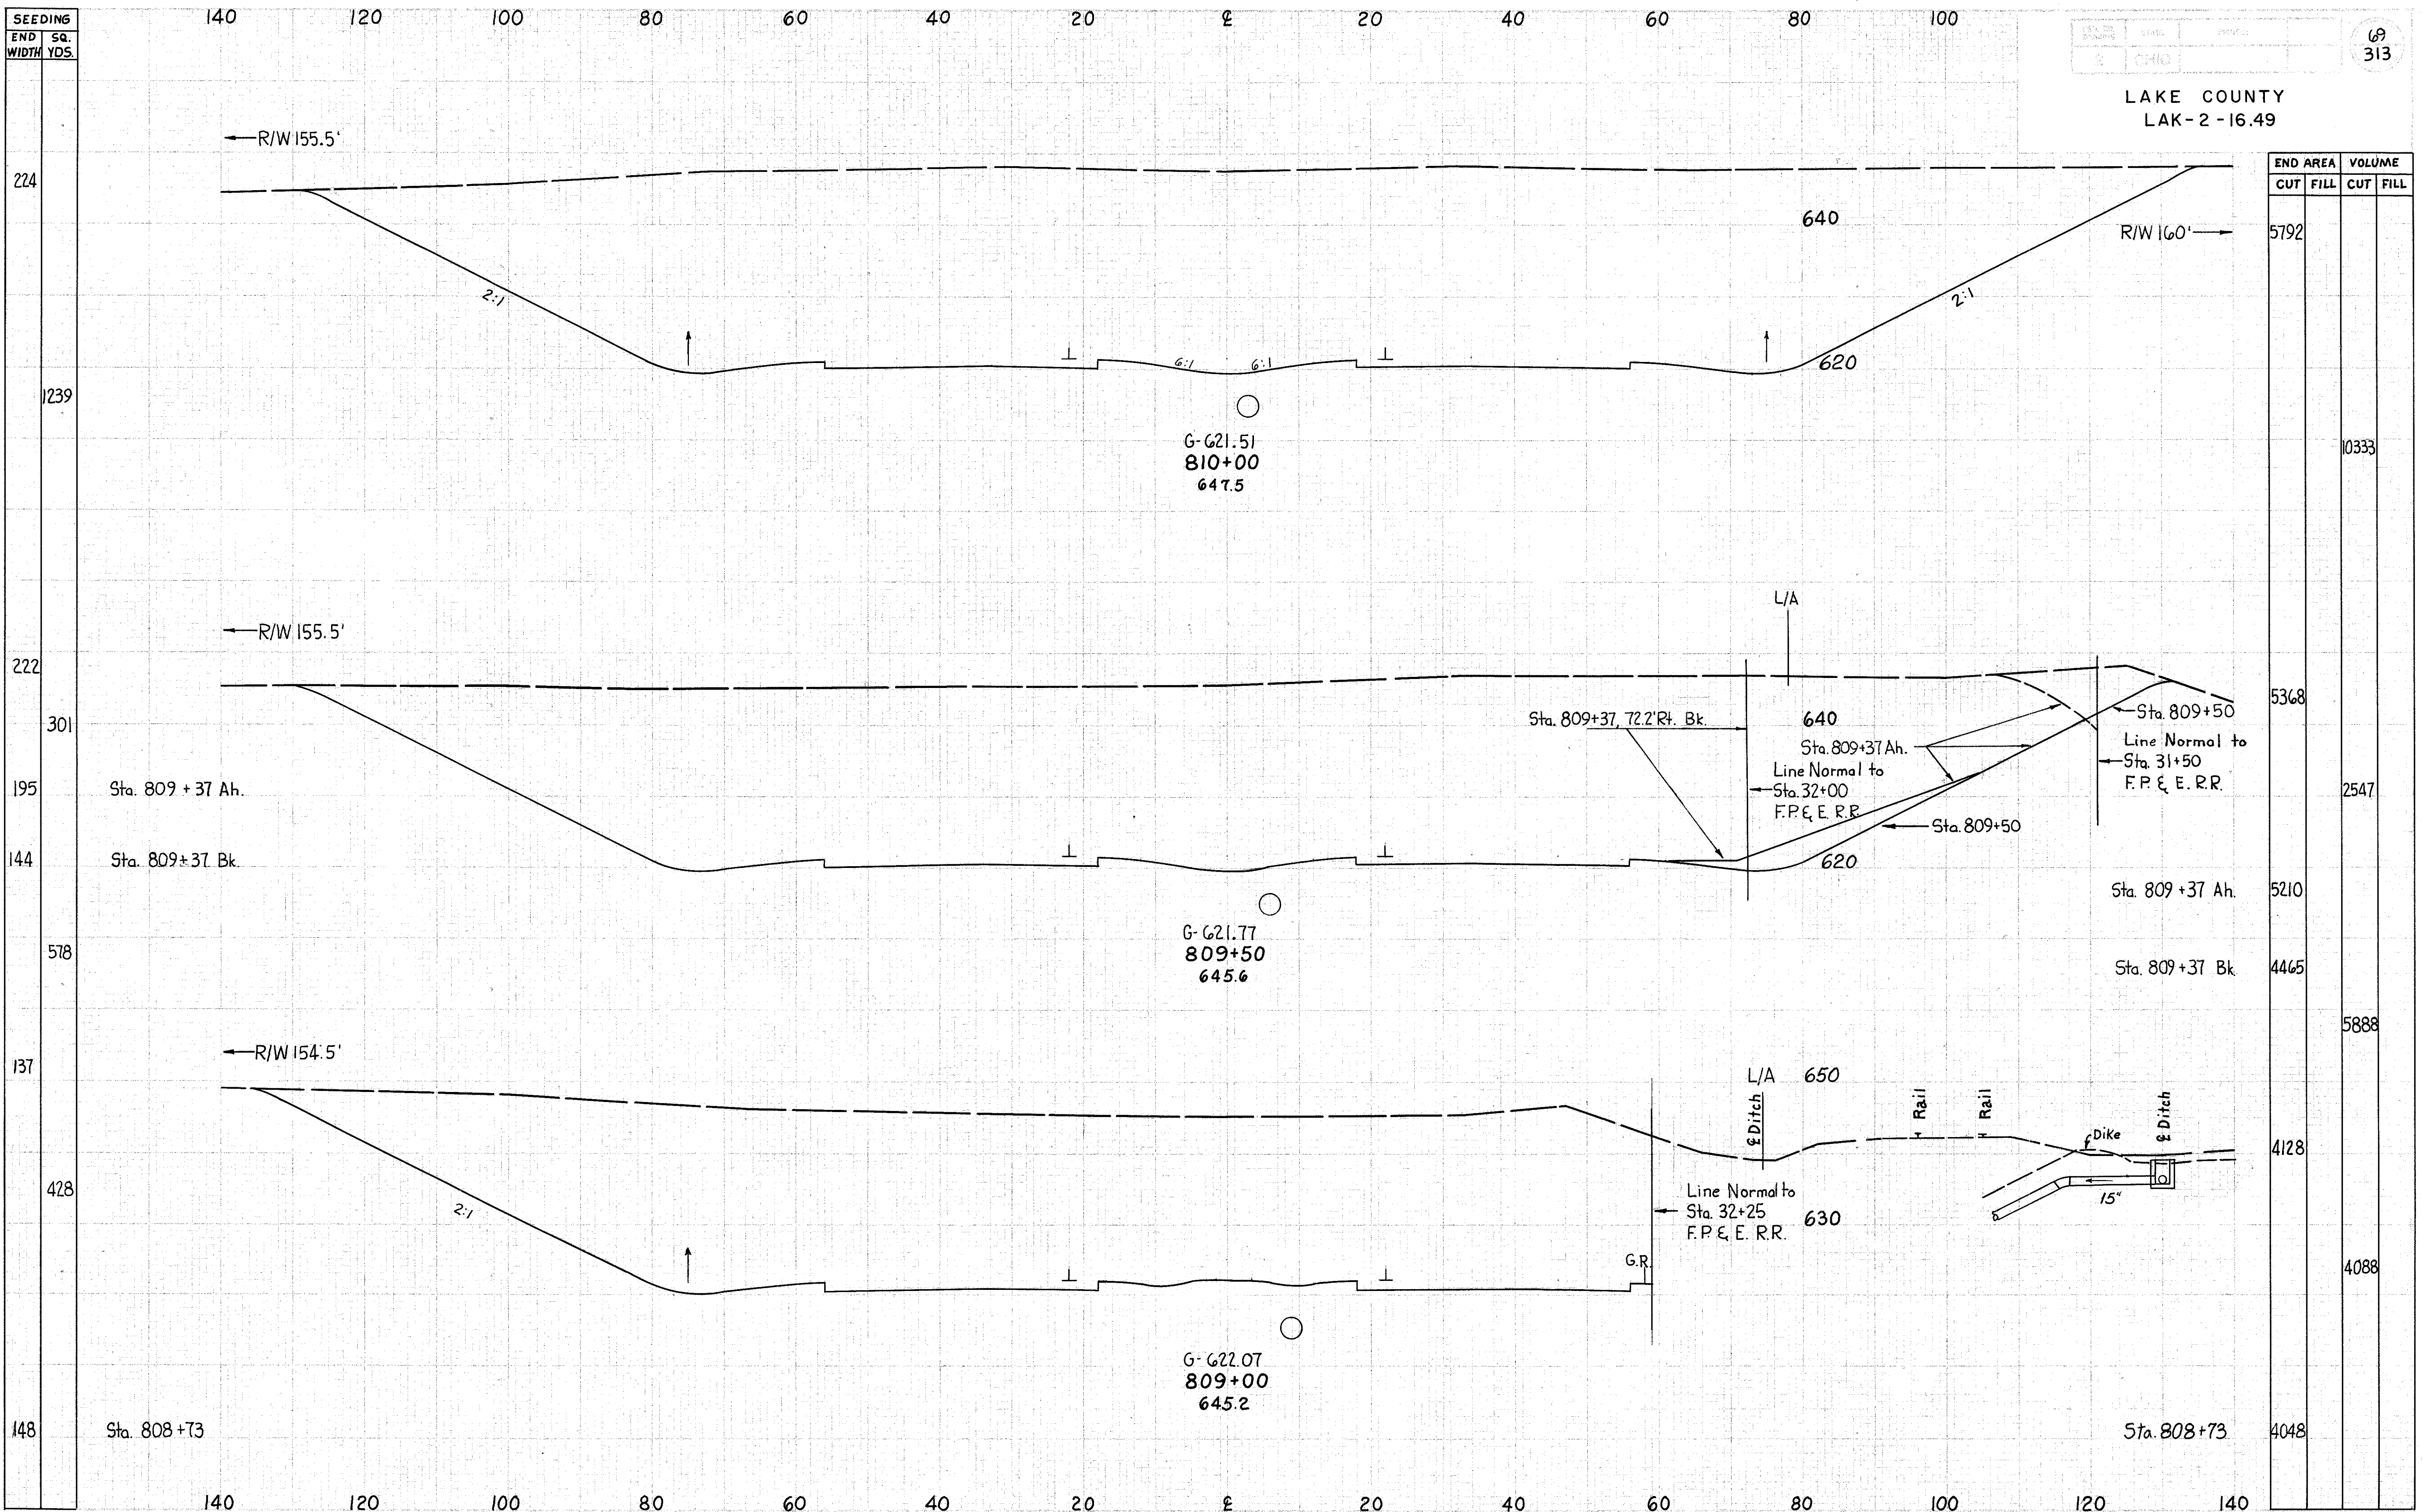 SEEDING
END WIDTH
SQ. YDS.
140 120 100 80 60 40 20 ℄ 20 40 60 80 100
69
313
OHIO
LAKE COUNTY
LAK-2-16.49
END AREA VOLUME
CUT FILL CUT FILL
R/W 155.5'
224
640
R/W 160'
5792
2:1
2:1
6:1
6:1
620
1239
G-621.51
810+00
647.5
10333
L/A
R/W 155.5'
222
5368
301
Sta. 809+37, 72.2' Rt. Bk.
640
Sta. 809+50
Sta. 809+37 Ah.
Line Normal to
Sta. 31+50
F.P. & E. R.R.
Line Normal to
Sta. 32+00
F.P. & E. R.R.
195
Sta. 809 + 37 Ah.
2547
Sta. 809+50
144
Sta. 809+37 Bk.
620
Sta. 809 +37 Ah.
5210
G-621.77
809+50
645.6
578
Sta. 809+37 Bk.
4465
5888
R/W 154.5'
137
L/A
650
℄ Ditch
Rail
Rail
Dike
℄ Ditch
4128
428
15"
2:1
Line Normal to
Sta. 32+25
F.P. & E. R.R.
630
G.R.
4088
G-622.07
809+00
645.2
148
Sta. 808+73
Sta. 808+73
4048
140 120 100 80 60 40 20 ℄ 20 40 60 80 100 120 140